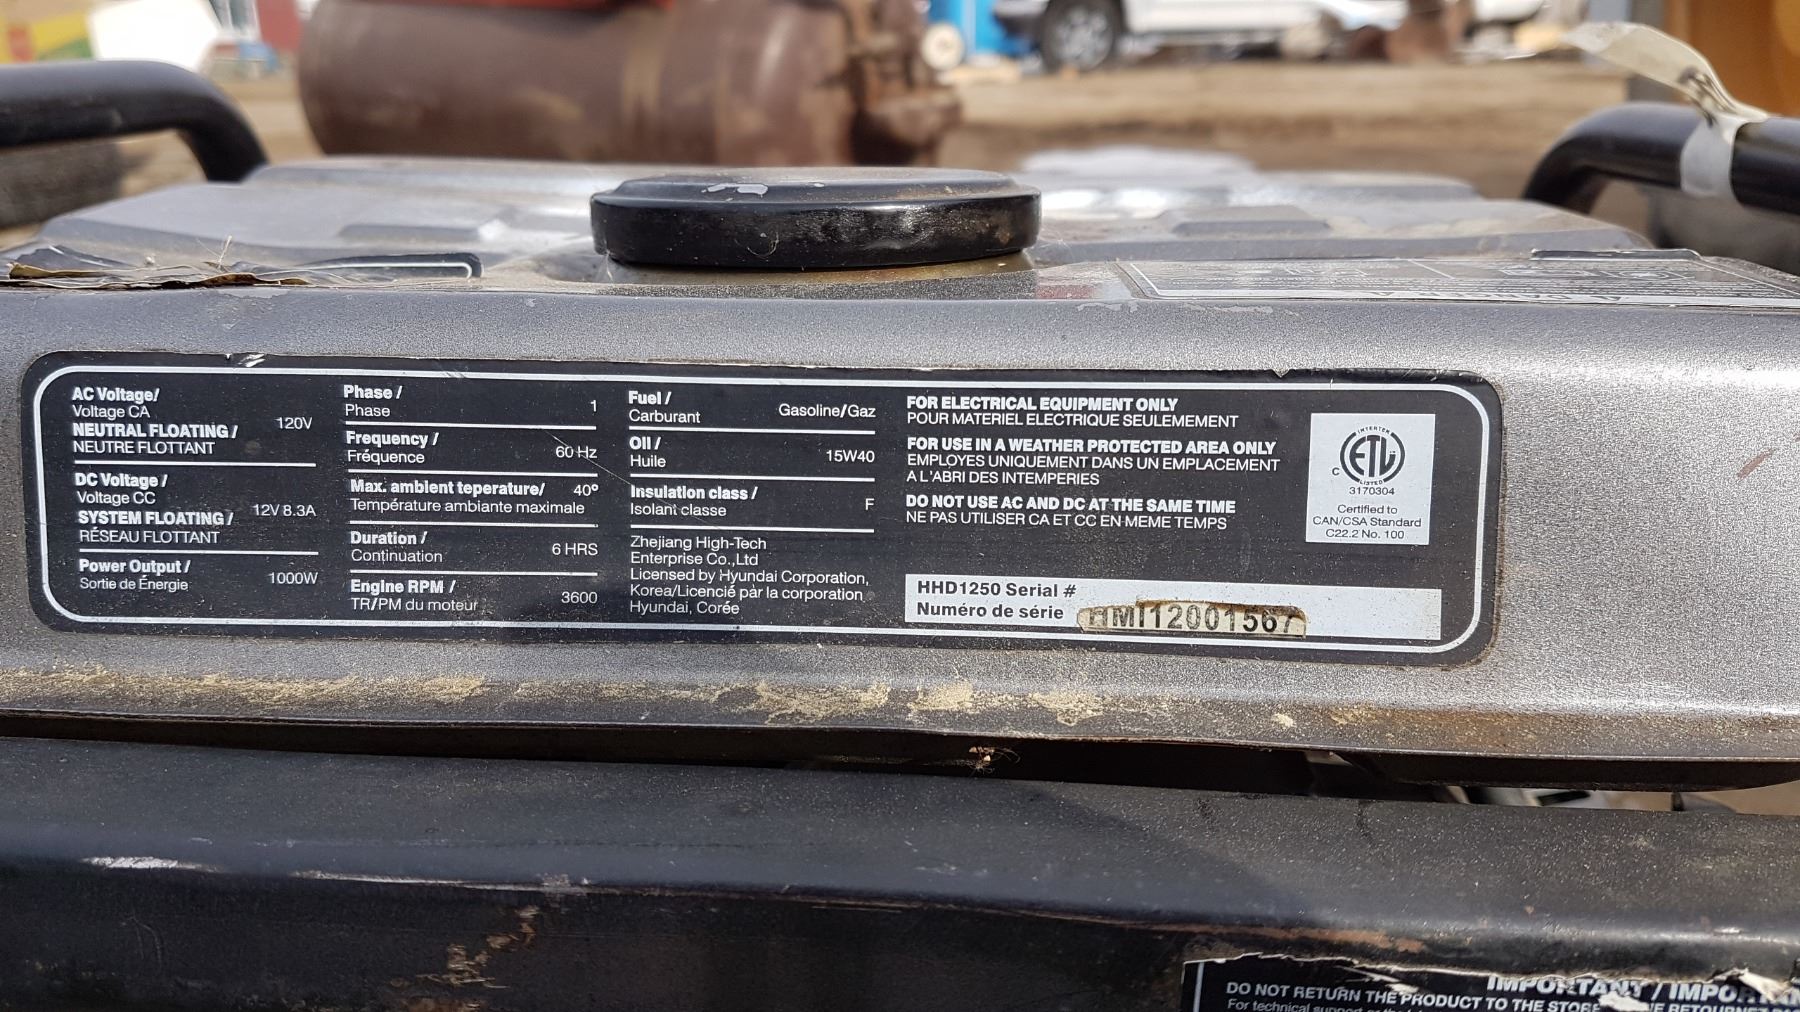 AC Voltage/
Voltage CA
NEUTRAL FLOATING /
NEUTRE FLOTTANT
120V
DC Voltage /
Voltage CC
SYSTEM FLOATING /
RÉSEAU FLOTTANT
12V 8.3A
Power Output /
Sortie de Énergie
1000W
Phase /
Phase
1
Frequency /
Fréquence
60 Hz
Max. ambient teperature/ 40°
Température ambiante maximale
Duration /
Continuation
6 HRS
Engine RPM /
TR/PM du moteur
3600
Fuel /
Carburant
Gasoline/Gaz
Oil /
Huile
15W40
Insulation class /
Isolant classe
F
Zhejiang High-Tech
Enterprise Co.,Ltd
Licensed by Hyundai Corporation,
Korea/Licencié par la corporation
Hyundai, Corée
FOR ELECTRICAL EQUIPMENT ONLY
POUR MATERIEL ELECTRIQUE SEULEMEMENT
FOR USE IN A WEATHER PROTECTED AREA ONLY
EMPLOYES UNIQUEMENT DANS UN EMPLACEMENT
A L'ABRI DES INTEMPERIES
DO NOT USE AC AND DC AT THE SAME TIME
NE PAS UTILISER CA ET CC EN MEME TEMPS
INTERTEK
C ETL
LISTED
3170304
Certified to
CAN/CSA Standard
C22.2 No. 100
HHD1250 Serial #
Numéro de série HMI12001567
IMPORTANT / IMPORTAN
DO NOT RETURN THE PRODUCT TO THE STORE
For technical